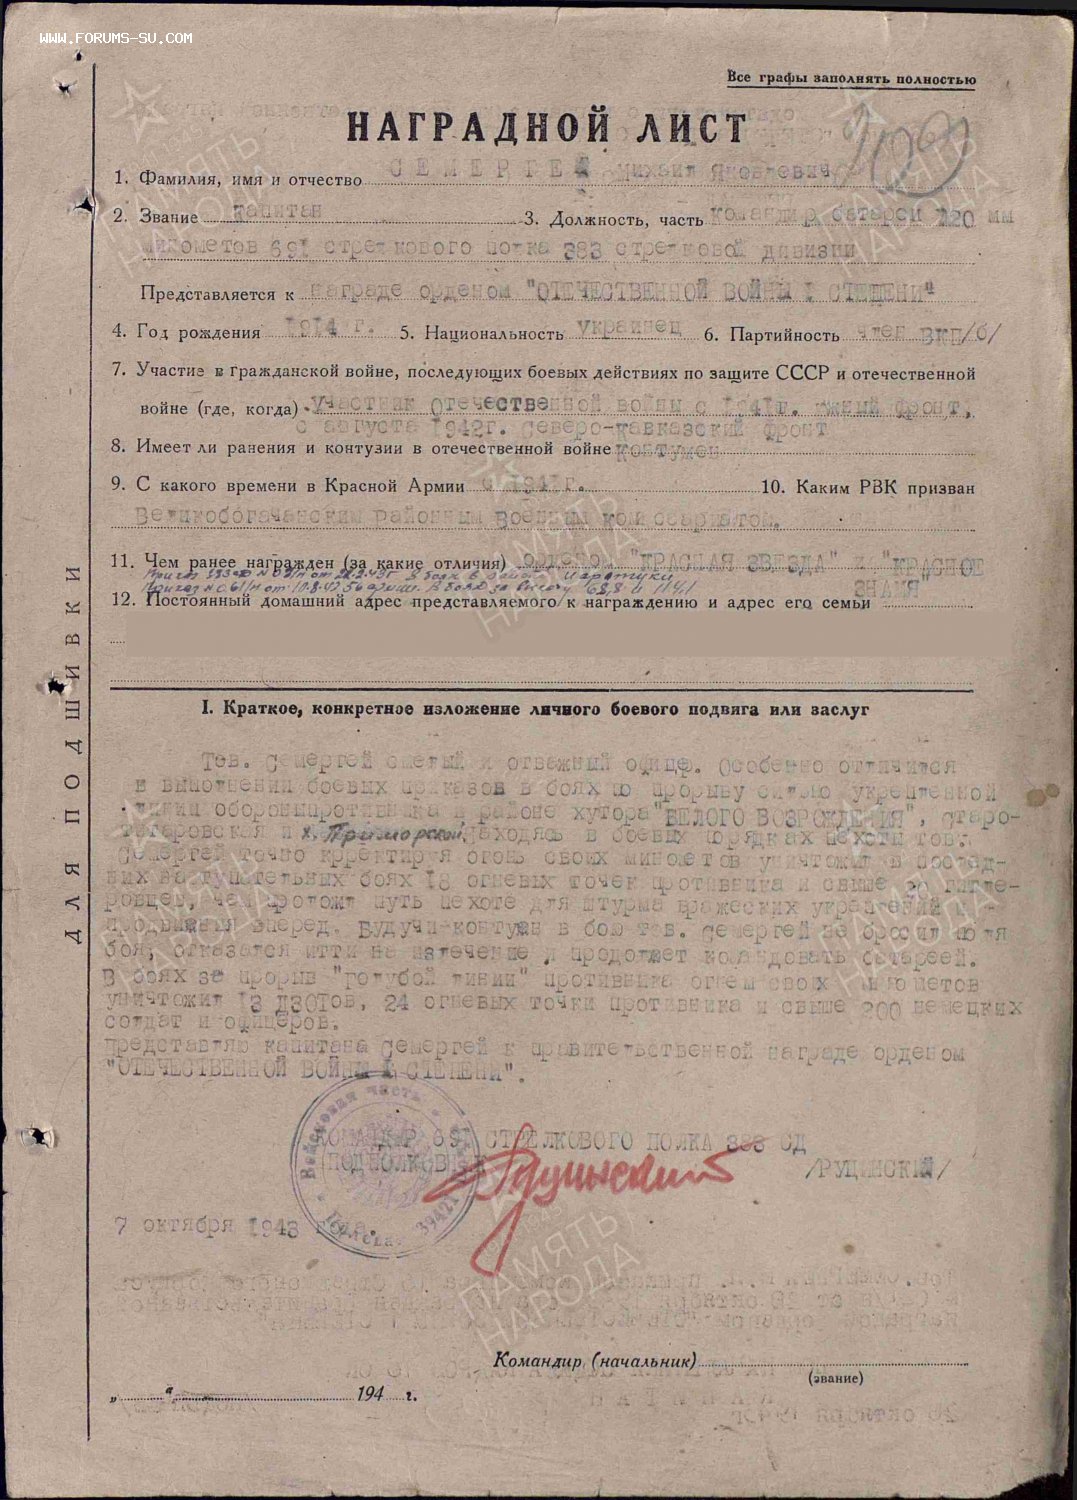 WWW.FORUMS-SU.COM
Все графы заполнять полностью
НАГРАДНОЙ ЛИСТ
1. Фамилия, имя и отчество СЕМЕРГЕЙ Михаил Яковлевич
2. Звание капитан 3. Должность, часть командир батареи 120 мм
минометов 691 стрелкового полка 383 стрелковой дивизии
Представляется к награде орденом "ОТЕЧЕСТВЕННОЙ ВОЙНЫ I СТЕПЕНИ"
4. Год рождения 1914 г. 5. Национальность украинец 6. Партийность член ВКП/б/
7. Участие в гражданской войне, последующих боевых действиях по защите СССР и отечественной
войне (где, когда) Участник Отечественной войны с 1941г. южный фронт,
с августа 1942г. Северо-кавказский фронт
8. Имеет ли ранения и контузии в отечественной войне контужен
9. С какого времени в Красной Армии с 1941г. 10. Каким РВК призван
Великобогачанским районным военным комиссариатом.
11. Чем ранее награжден (за какие отличия) орденом "КРАСНАЯ ЗВЕЗДА" и "КРАСНОЕ
ЗНАМЯ"
12. Постоянный домашний адрес представляемого к награждению и адрес его семьи
ДЛЯ ПОДШИВКИ
I. Краткое, конкретное изложение личного боевого подвига или заслуг
Тов. Семергей смелый и отважный офицер. Особенно отличился
в выполнении боевых приказов в боях по прорыву сильно укрепленной
линии обороны противника в районе хутора "БЕЛОГО ВОЗРОЖДЕНИЯ", Старо-
титаровская и х. Приморской, находясь в боевых порядках пехоты тов.
Семергей точно крректируя огонь своих минометов уничтожил в послед-
них наступательных боях 18 огневых точек противника и свыше гитле-
ровцев, чем проложил путь пехоте для штурма вражеских укреплений и
продвижения вперед. Будучи контужен в бою тов. Семергей не бросил поля
боя, отказался итти на излечение и продолжает командовать батареей.
В боях за прорыв "голубой линии" противника огнем своих минометов
уничтожил 13 ДЗОТов, 24 огневых точки противника и свыше 200 немецких
солдат и офицеров.
Представляю капитана Семергей к правительственной награде орденом
"ОТЕЧЕСТВЕННОЙ ВОЙНЫ I СТЕПЕНИ".
КОМАНДИР 691 СТРЕЛКОВОГО ПОЛКА 383 СД
ПОДПОЛКОВНИК /РУЦИНСКИЙ/
7 октября 1943 года.
Командир (начальник)
(звание)
" " 194 г.
ПАМЯТЬ НАРОДА